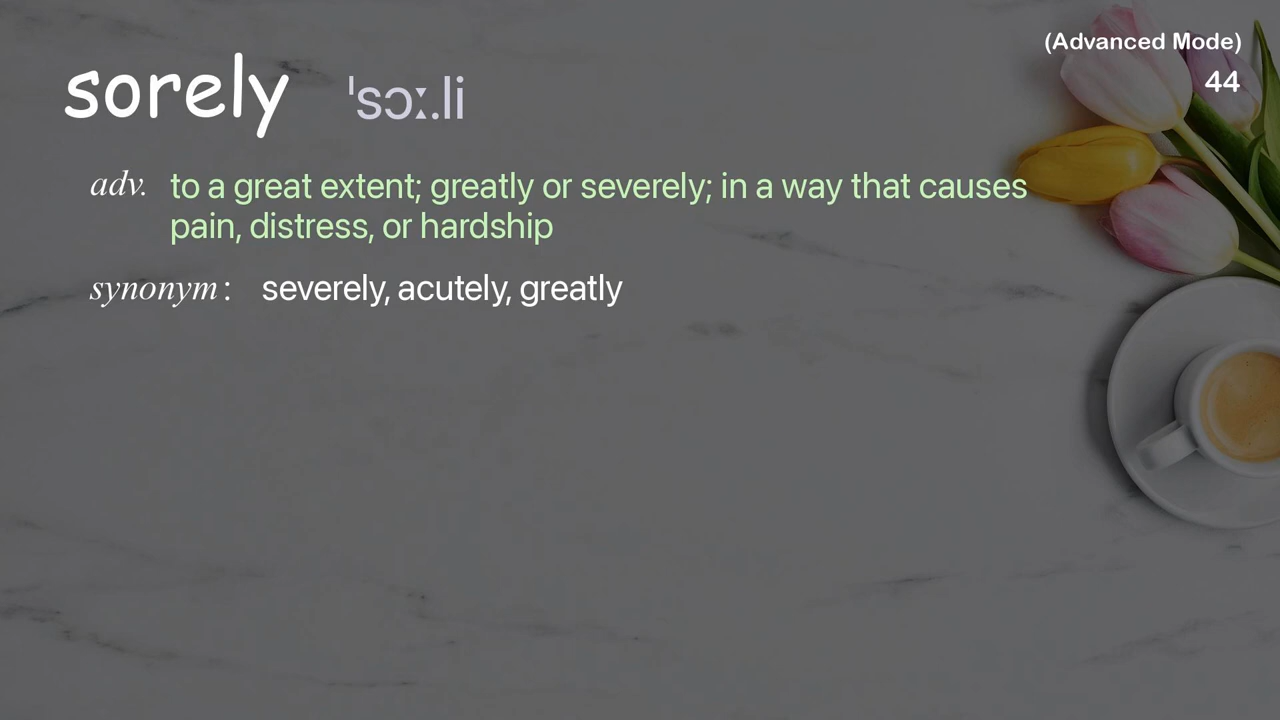 (Advanced Mode)
44
sorely ˈsɔː.li
adv. to a great extent; greatly or severely; in a way that causes
pain, distress, or hardship
synonym: severely, acutely, greatly